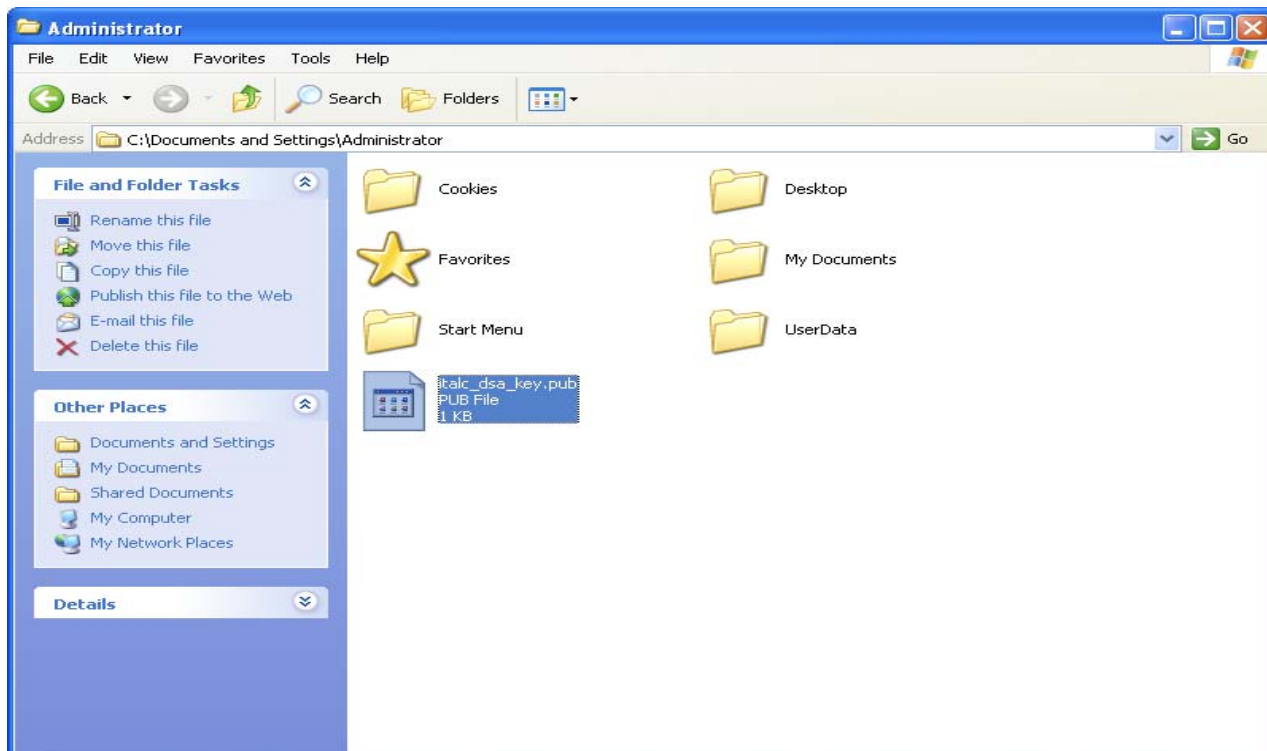 Administrator
File Edit View Favorites Tools Help
Back Search Folders
Address C:\Documents and Settings\Administrator Go
File and Folder Tasks
Rename this file
Move this file
Copy this file
Publish this file to the Web
E-mail this file
Delete this file
Other Places
Documents and Settings
My Documents
Shared Documents
My Computer
My Network Places
Details
Cookies Desktop
Favorites My Documents
Start Menu UserData
italc_dsa_key.pub
PUB File
1 KB